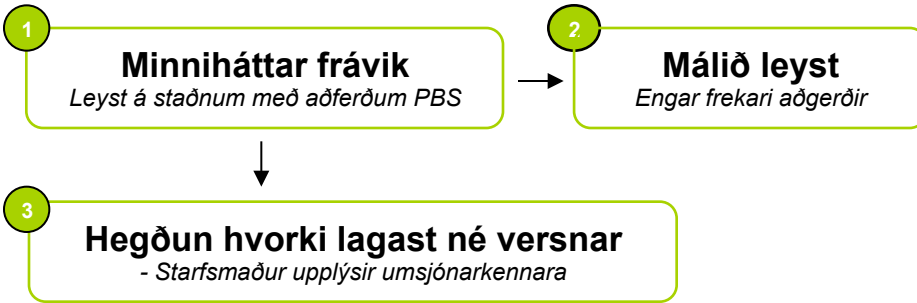 1
Minniháttar frávik
Leyst á staðnum með aðferðum PBS
2.
Málið leyst
Engar frekari aðgerðir
3
Hegðun hvorki lagast né versnar
- Starfsmaður upplýsir umsjónarkennara